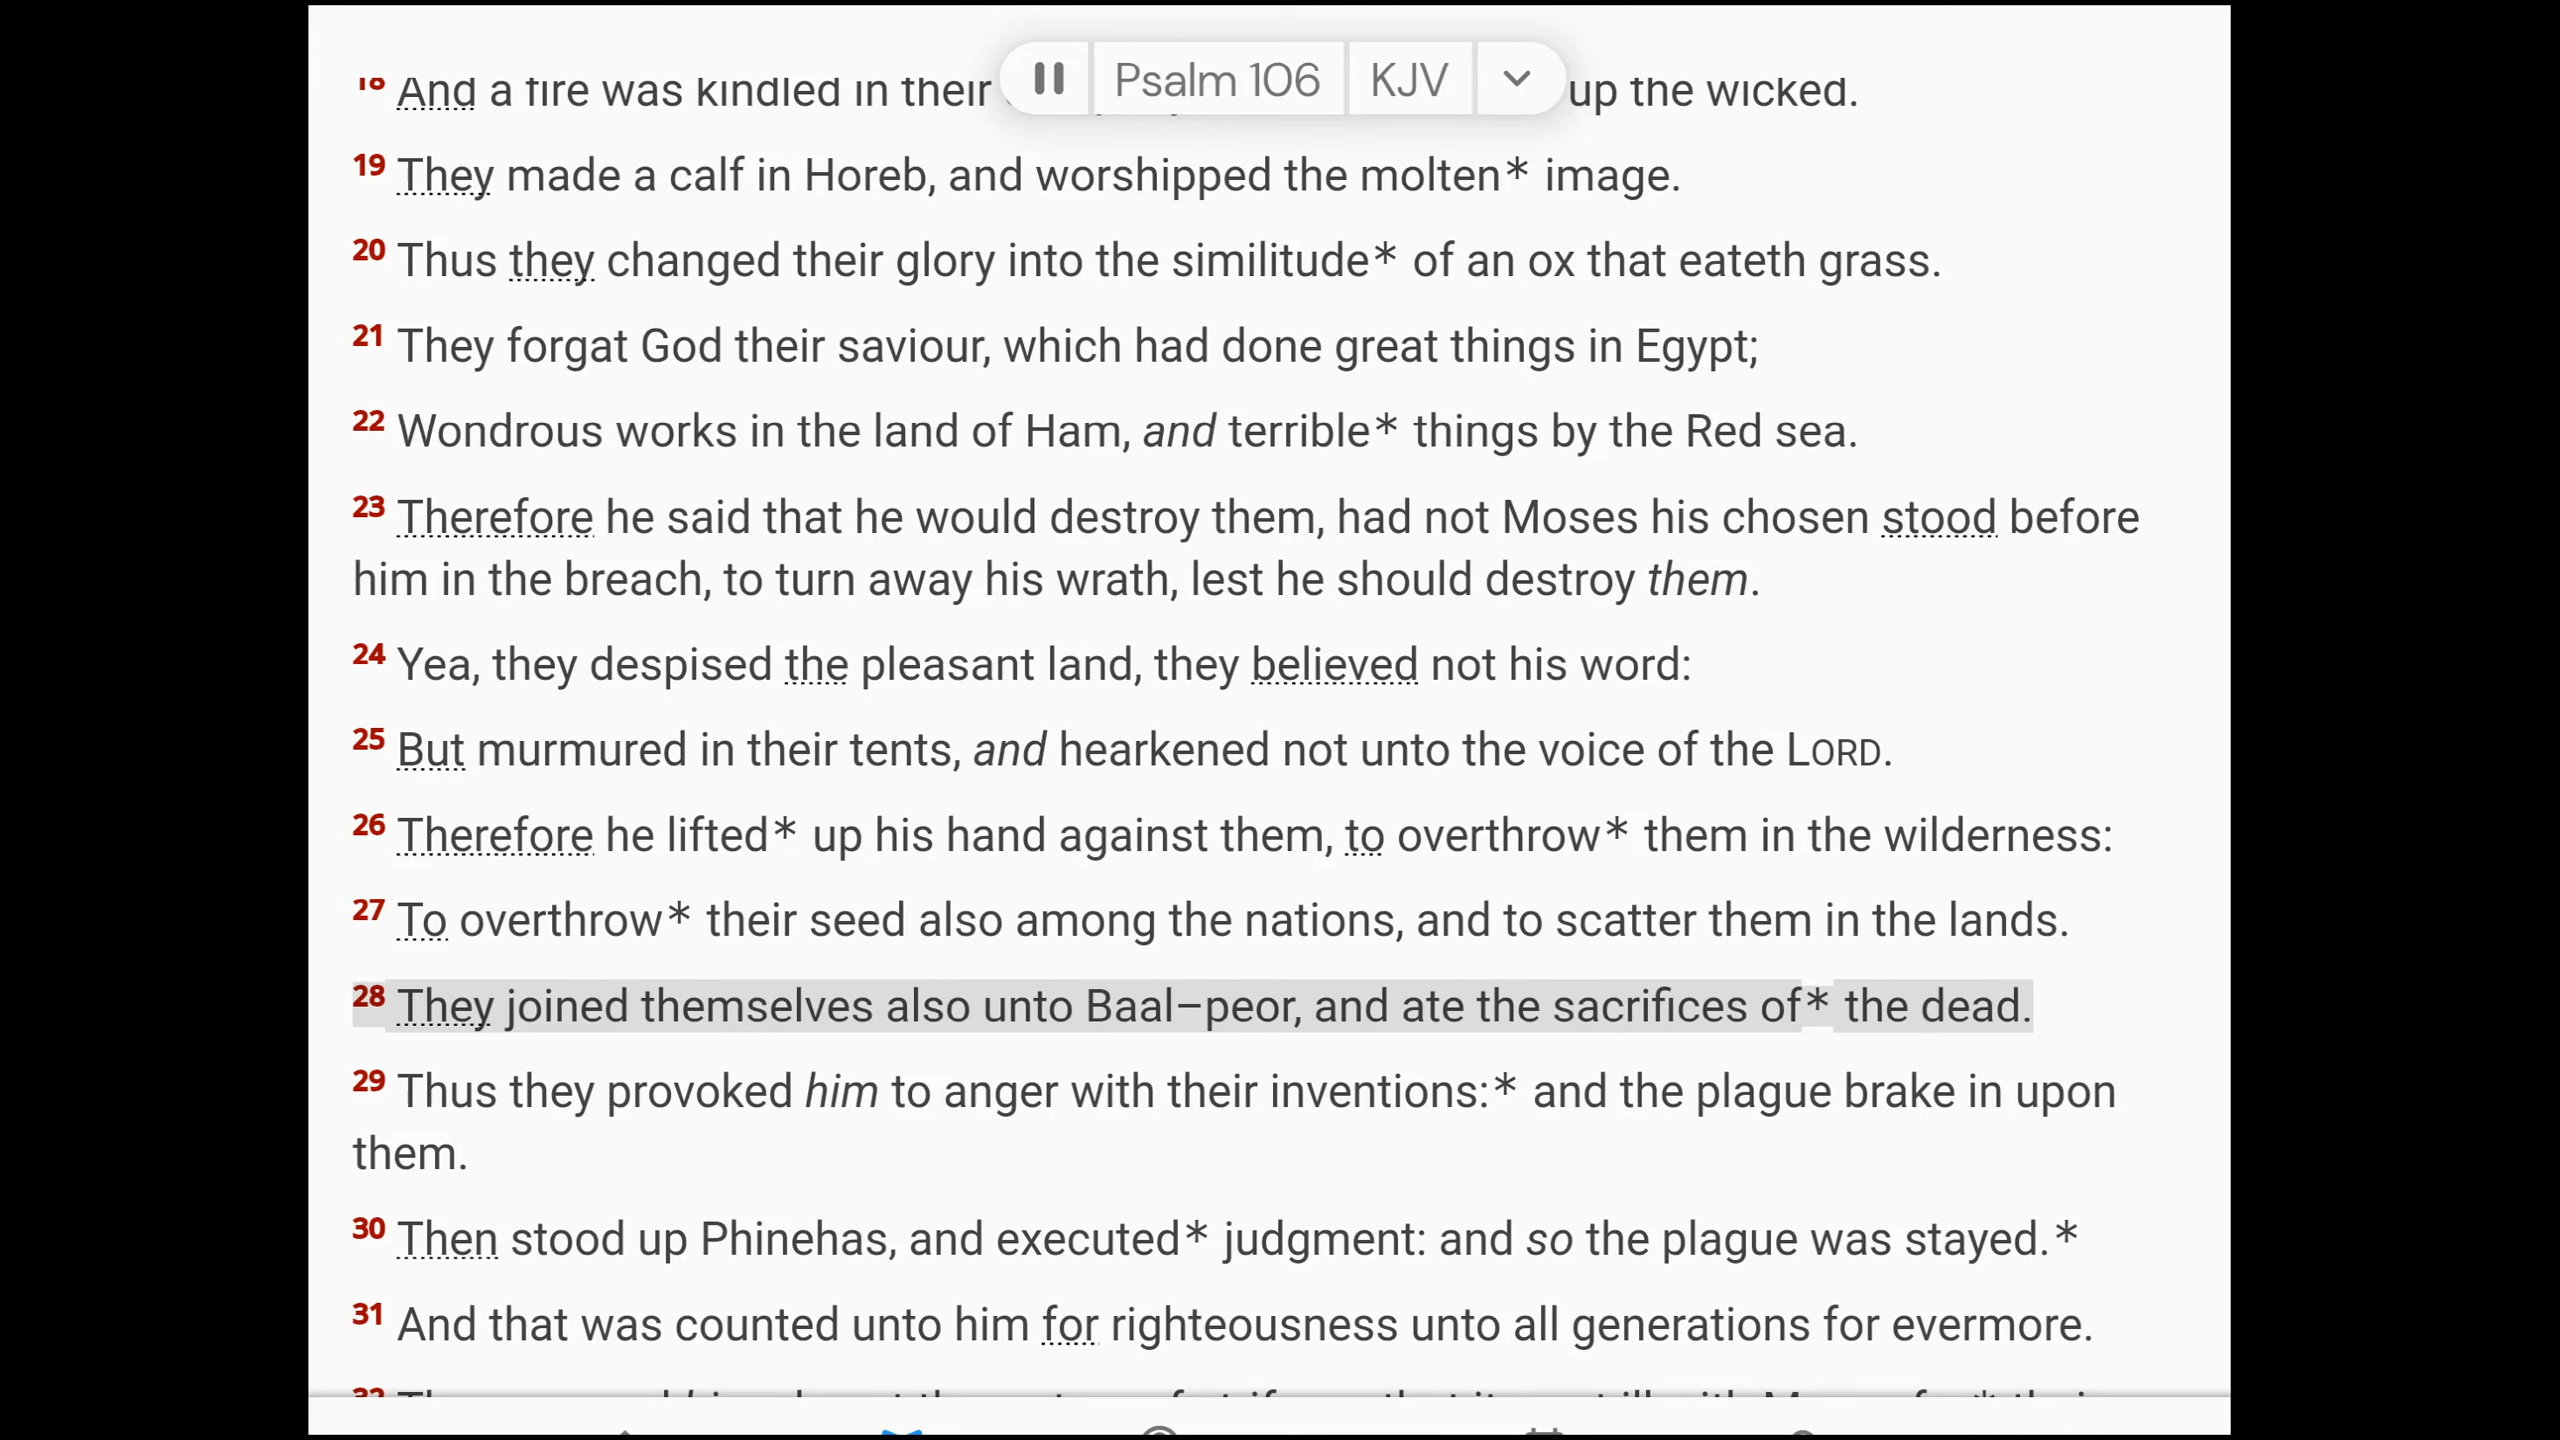 Psalm 106 KJV
18 And a fire was kindled in their up the wicked.
19 They made a calf in Horeb, and worshipped the molten* image.
20 Thus they changed their glory into the similitude* of an ox that eateth grass.
21 They forgat God their saviour, which had done great things in Egypt;
22 Wondrous works in the land of Ham, and terrible* things by the Red sea.
23 Therefore he said that he would destroy them, had not Moses his chosen stood before
him in the breach, to turn away his wrath, lest he should destroy them.
24 Yea, they despised the pleasant land, they believed not his word:
25 But murmured in their tents, and hearkened not unto the voice of the LORD.
26 Therefore he lifted* up his hand against them, to overthrow* them in the wilderness:
27 To overthrow* their seed also among the nations, and to scatter them in the lands.
28 They joined themselves also unto Baal–peor, and ate the sacrifices of* the dead.
29 Thus they provoked him to anger with their inventions:* and the plague brake in upon
them.
30 Then stood up Phinehas, and executed* judgment: and so the plague was stayed.*
31 And that was counted unto him for righteousness unto all generations for evermore.